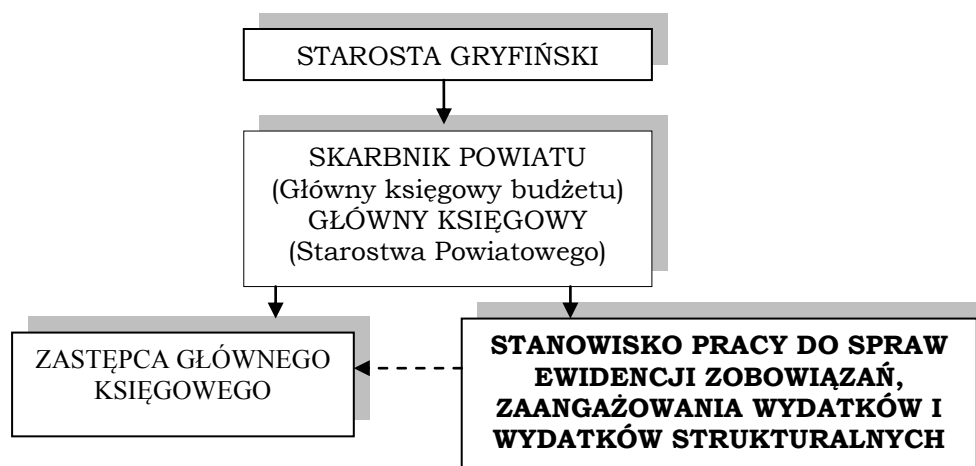 STAROSTA GRYFIŃSKI
SKARBNIK POWIATU
(Główny księgowy budżetu)
GŁÓWNY KSIĘGOWY
(Starostwa Powiatowego)
ZASTĘPCA GŁÓWNEGO
KSIĘGOWEGO
STANOWISKO PRACY DO SPRAW
EWIDENCJI ZOBOWIĄZAŃ,
ZAANGAŻOWANIA WYDATKÓW I
WYDATKÓW STRUKTURALNYCH